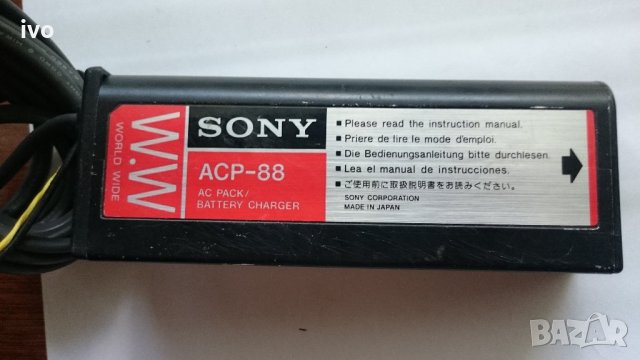 ivo
W.W
WORLD WIDE
SONY
ACP-88
AC PACK/
BATTERY CHARGER
■ Please read the instruction manual.
■ Priere de lire le mode d'emploi.
■ Die Bedienungsanleitung bitte durchlesen.
■ Lea el manual de instrucciones.
■ ご使用前に取扱説明書をお読みください。
SONY CORPORATION
MADE IN JAPAN
BAZAR
bg